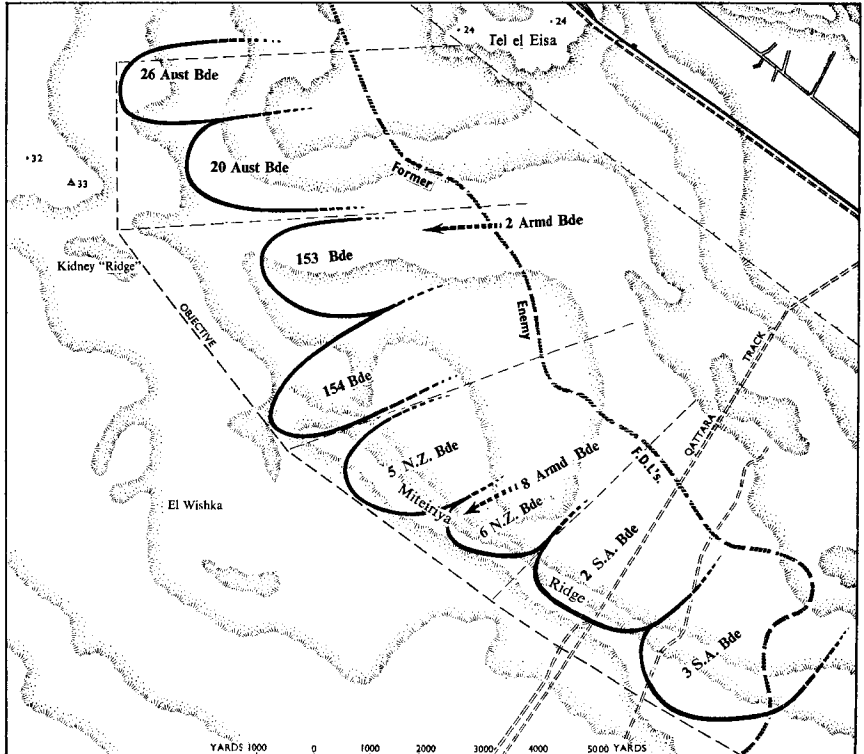 24
24
Tel el Eisa
26 Aust Bde
20 Aust Bde
32
33
Former
2 Armd Bde
153 Bde
Kidney "Ridge"
OBJECTIVE
Enemy
TRACK
154 Bde
5 N.Z. Bde
8 Armd Bde
F.D.L's.
QATTARA
Miteiriya
6 N.Z. Bde
El Wishka
2 S.A. Bde
Ridge
3 S.A. Bde
YARDS 1000 0 1000 2000 3000 4000 5000 YARDS